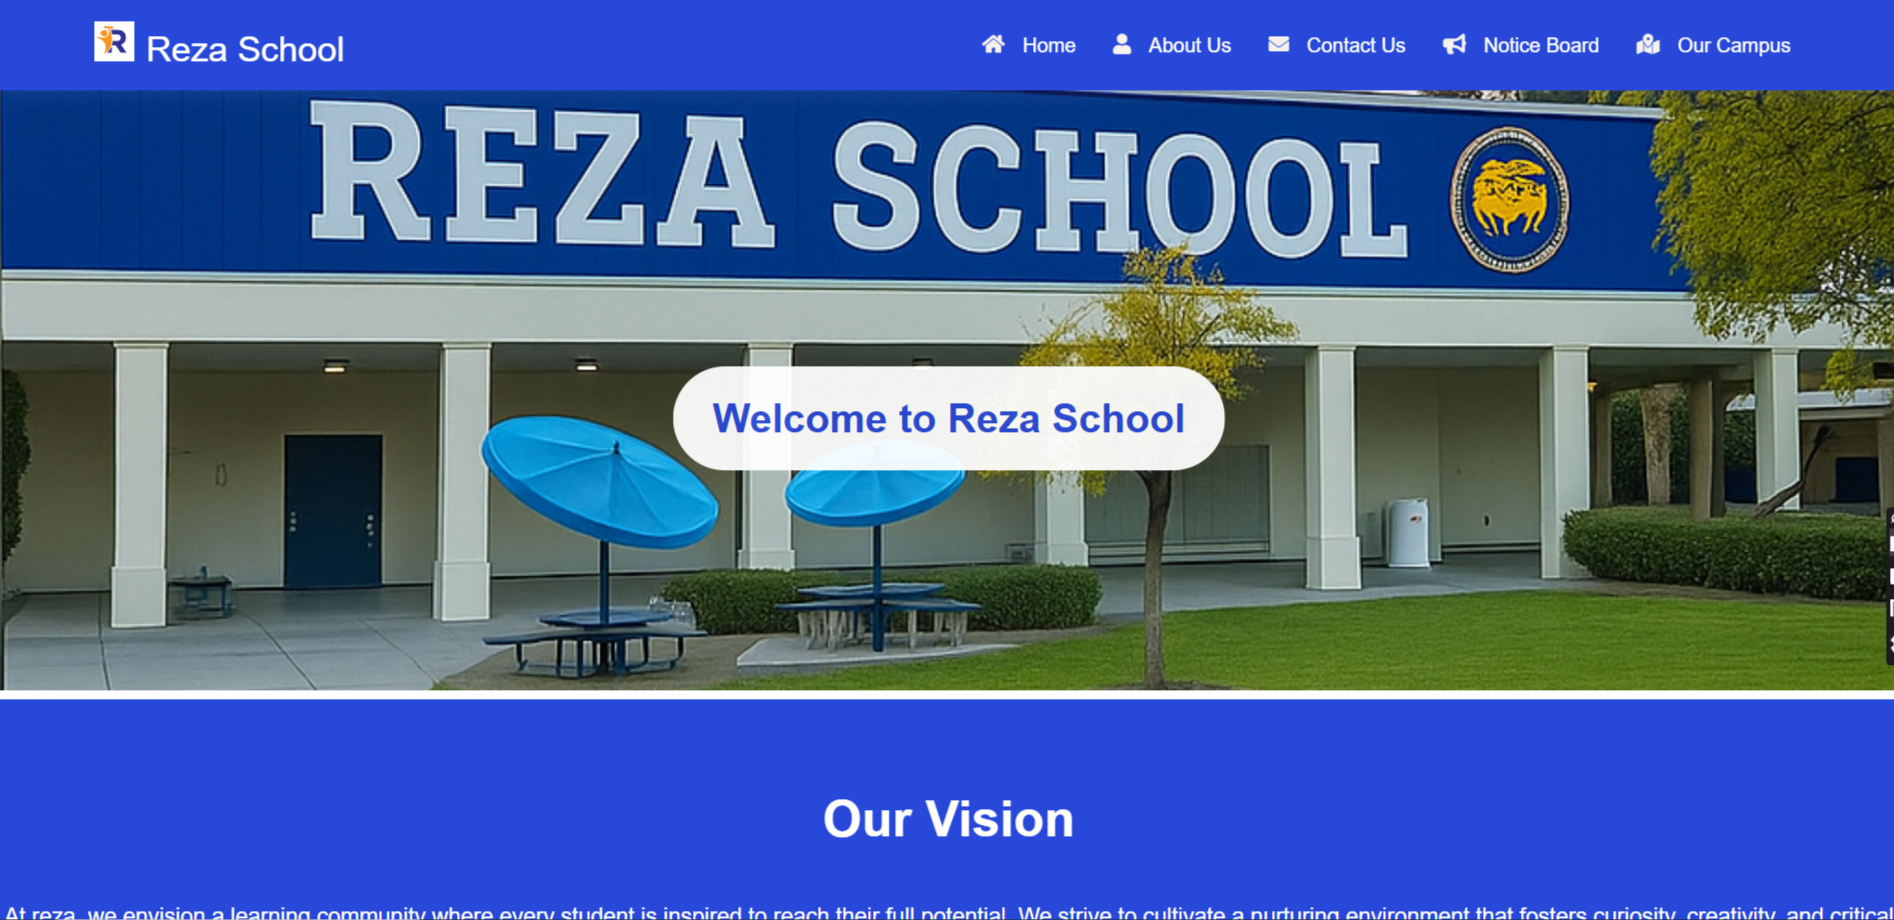 R Reza School
Home About Us Contact Us Notice Board Our Campus
REZA SCHOOL
Welcome to Reza School
Our Vision
At reza, we envision a learning community where every student is inspired to reach their full potential. We strive to cultivate a nurturing environment that fosters curiosity, creativity, and critical